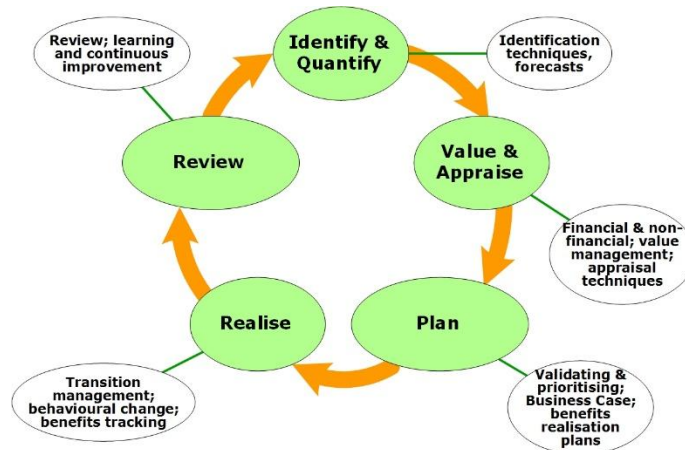 Identify &
Quantify
Identification
techniques,
forecasts
Value &
Appraise
Financial & non-
financial; value
management;
appraisal
techniques
Plan
Validating &
prioritising;
Business Case;
benefits
realisation
plans
Realise
Transition
management;
behavioural change;
benefits tracking
Review
Review; learning
and continuous
improvement